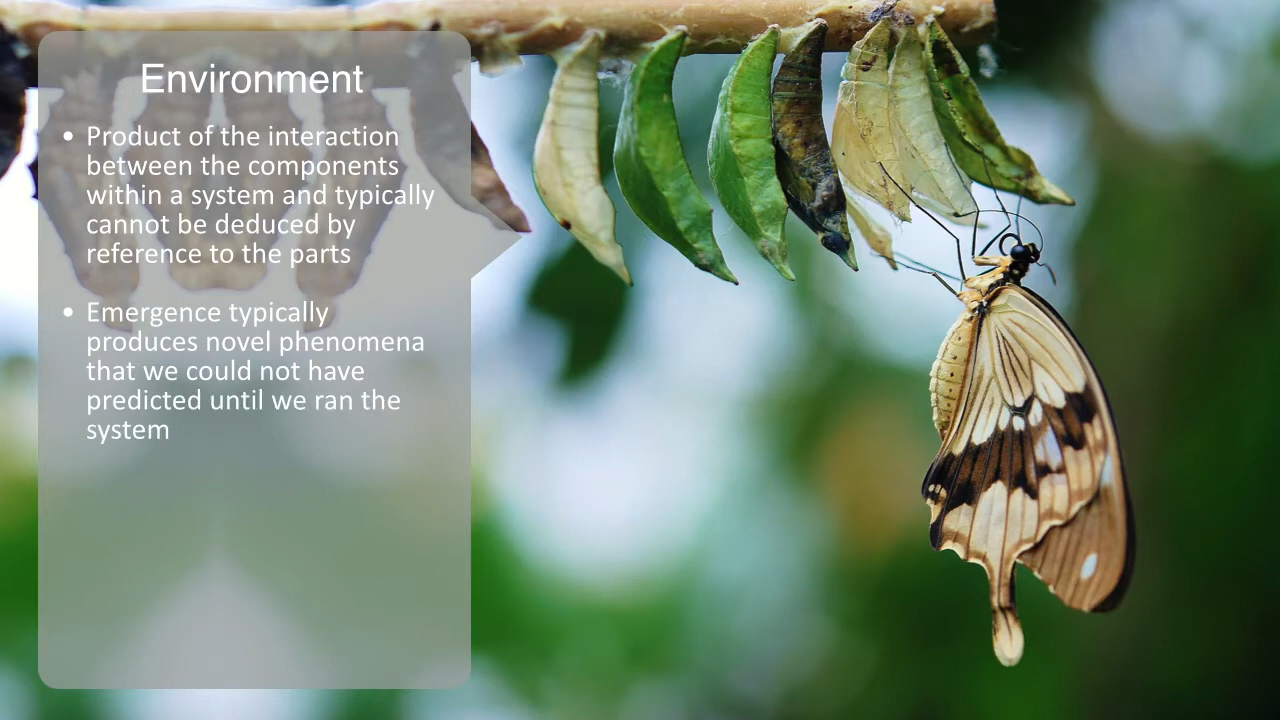 Environment
• Product of the interaction
between the components
within a system and typically
cannot be deduced by
reference to the parts
• Emergence typically
produces novel phenomena
that we could not have
predicted until we ran the
system